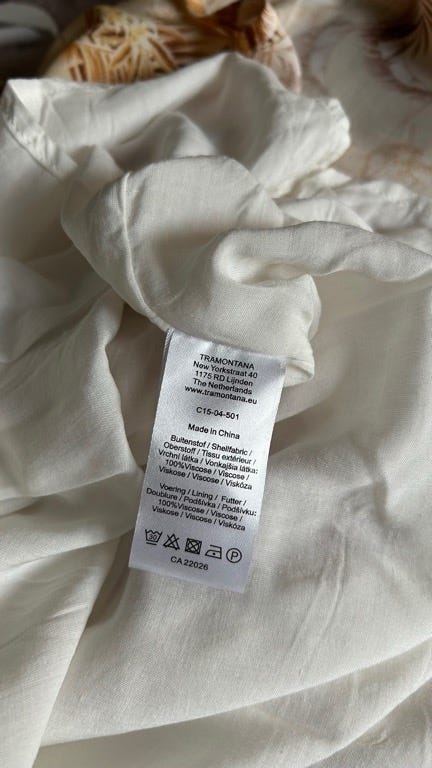 TRAMONTANA
New Yorkstraat 40
1175 RD Lijnden
The Netherlands
www.tramontana.eu
C15-04-501
Made in China
Buitenstof / Shellfabric /
Oberstoff / Tissu extérieur /
Vrchní látka / Vonkajšia látka:
100%Viscose / Viscose /
Viskose / Viscose / Viskóza
Voering / Lining / Futter /
Doublure / Podšívka / Podšívka:
100%Viscose / Viscose /
Viskose / Viscose / Viskóza
30 P
CA 22026